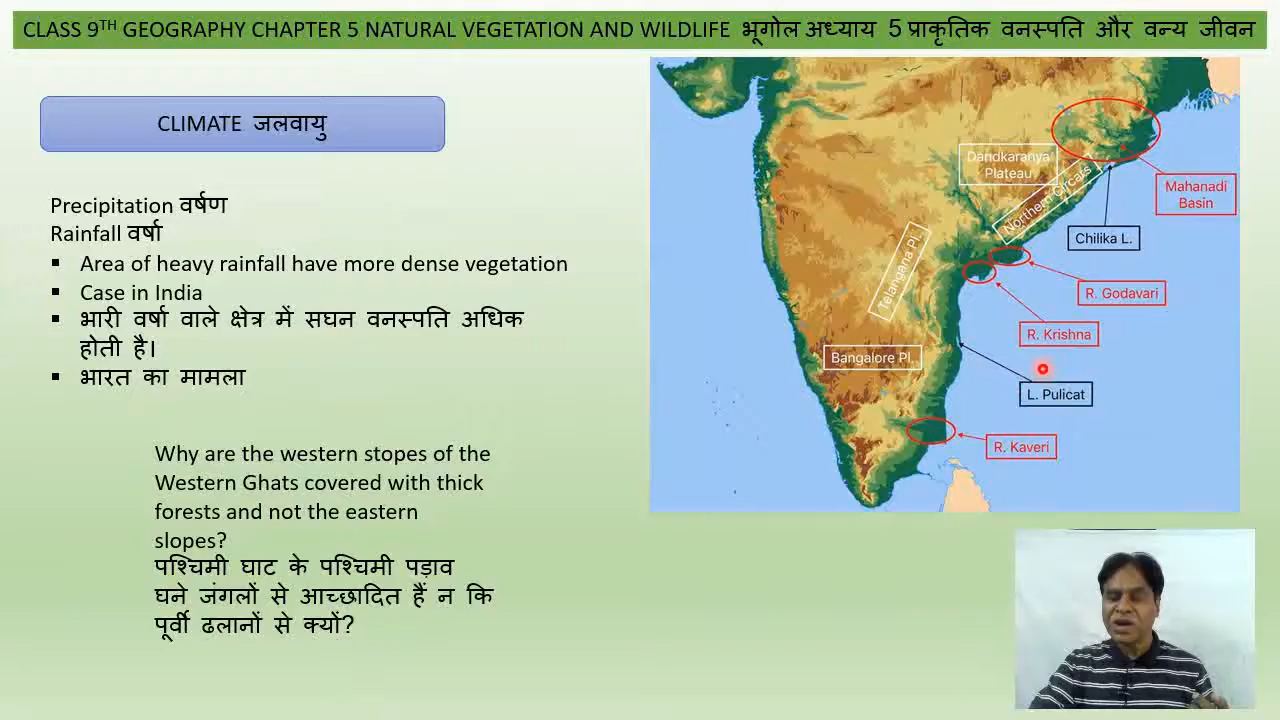 CLASS 9TH GEOGRAPHY CHAPTER 5 NATURAL VEGETATION AND WILDLIFE भूगोल अध्याय 5 प्राकृतिक वनस्पति और वन्य जीवन
CLIMATE जलवायु
Precipitation वर्षण
Rainfall वर्षा
▪ Area of heavy rainfall have more dense vegetation
▪ Case in India
▪ भारी वर्षा वाले क्षेत्र में सघन वनस्पति अधिक
होती है।
▪ भारत का मामला
Why are the western stopes of the
Western Ghats covered with thick
forests and not the eastern
slopes?
पश्चिमी घाट के पश्चिमी पड़ाव
घने जंगलों से आच्छादित हैं न कि
पूर्वी ढलानों से क्यों?
Dandkaranya
Plateau
Northern Circars
Mahanadi
Basin
Chilika L.
Telangana Pl.
R. Godavari
R. Krishna
Bangalore Pl.
L. Pulicat
R. Kaveri